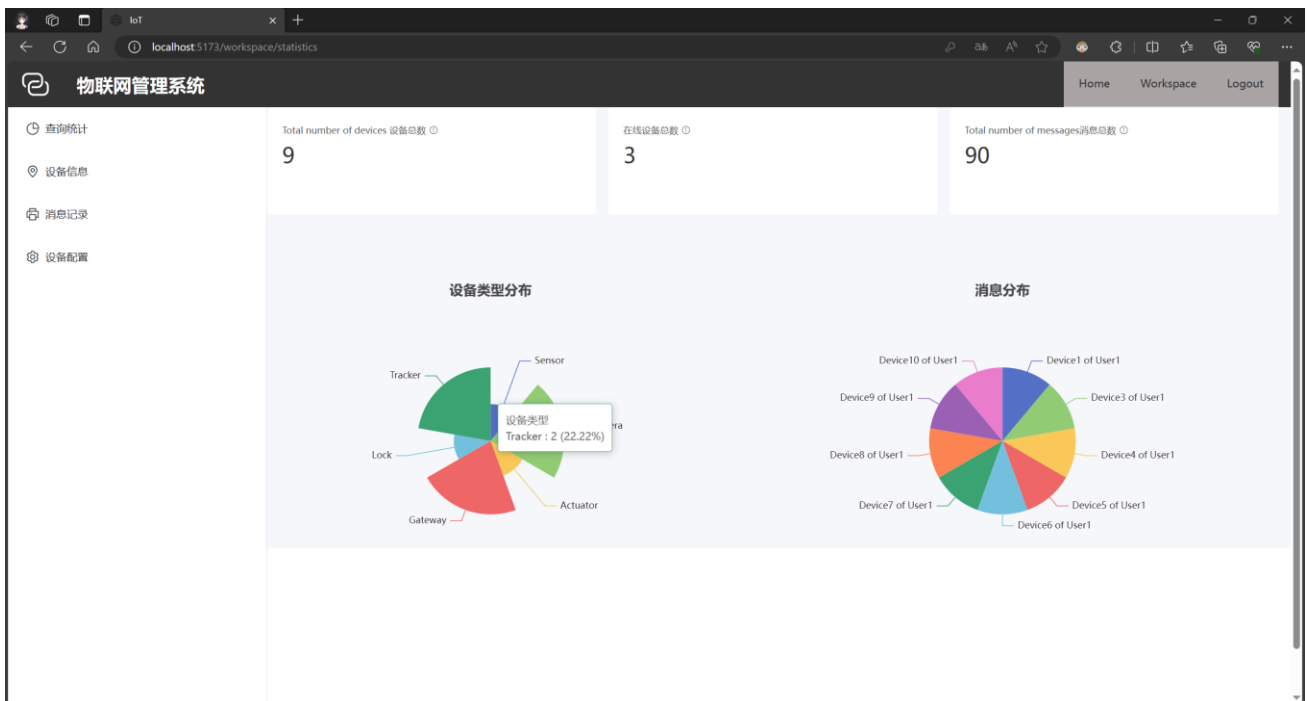 IoT
localhost:5173/workspace/statistics
物联网管理系统
Home Workspace Logout
查询统计
设备信息
消息记录
设备配置
Total number of devices 设备总数
9
在线设备总数
3
Total number of messages消息总数
90
设备类型分布
Sensor
Tracker
设备类型
Tracker : 2 (22.22%)
era
Lock
Actuator
Gateway
消息分布
Device10 of User1
Device1 of User1
Device9 of User1
Device3 of User1
Device8 of User1
Device4 of User1
Device7 of User1
Device5 of User1
Device6 of User1